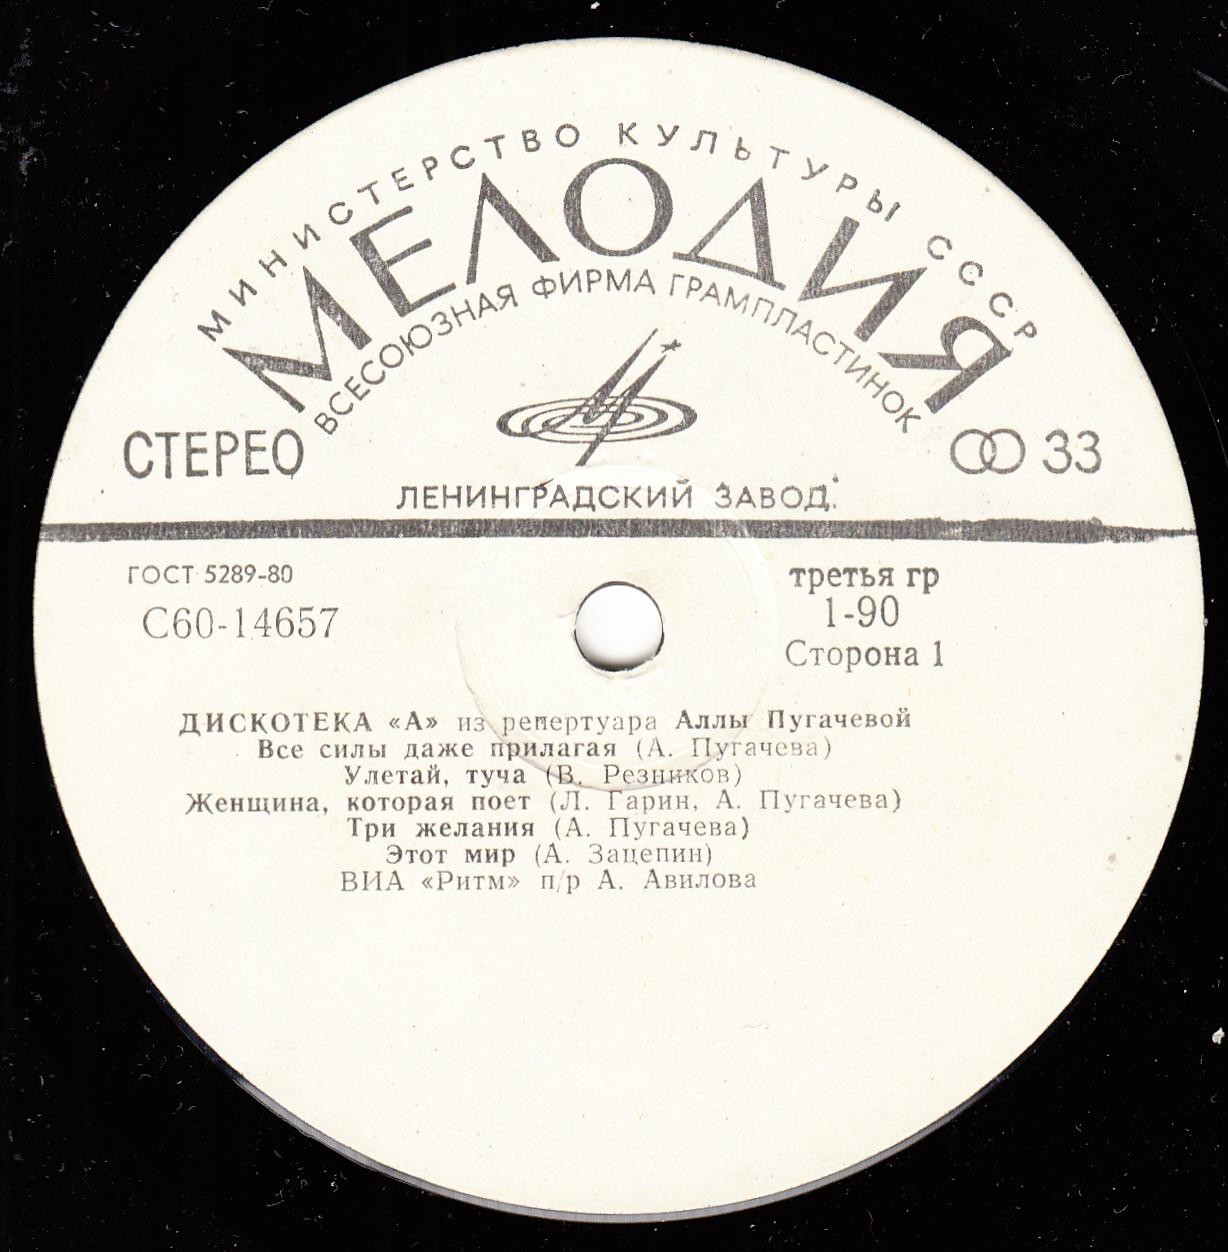 МИНИСТЕРСТВО КУЛЬТУРЫ СССР
МЕЛОДИЯ
ВСЕСОЮЗНАЯ ФИРМА ГРАМПЛАСТИНОК
СТЕРЕО
33
ЛЕНИНГРАДСКИЙ ЗАВОД
ГОСТ 5289-80
С60-14657
третья гр
1-90
Сторона 1
ДИСКОТЕКА «А» из репертуара Аллы Пугачевой
Все силы даже прилагая (А. Пугачева)
Улетай, туча (В. Резников)
Женщина, которая поет (Л. Гарин, А. Пугачева)
Три желания (А. Пугачева)
Этот мир (А. Зацепин)
ВИА «Ритм» п/р А. Авилова